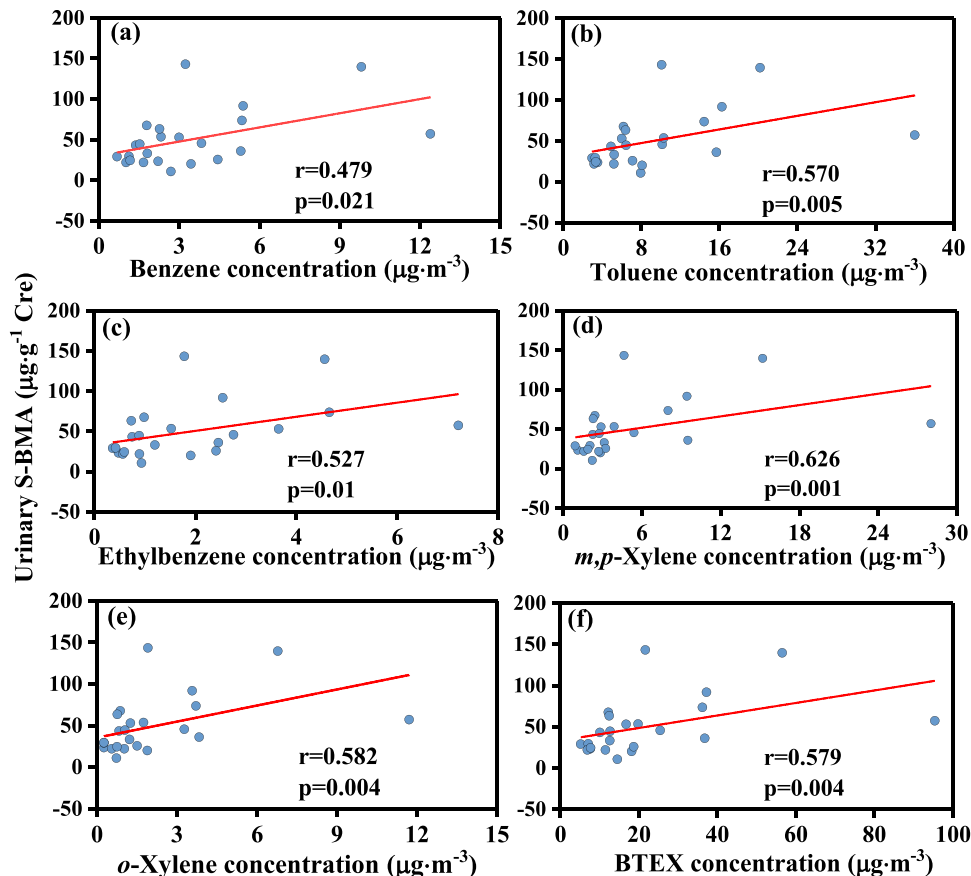 Urinary S-BMA (μg·g⁻¹ Cre)
(a)
200
150
100
50
0
-50
r=0.479
p=0.021
0 3 6 9 12 15
Benzene concentration (μg·m⁻³)
(b)
200
150
100
50
0
-50
r=0.570
p=0.005
0 8 16 24 32 40
Toluene concentration (μg·m⁻³)
(c)
200
150
100
50
0
-50
r=0.527
p=0.01
0 2 4 6 8
Ethylbenzene concentration (μg·m⁻³)
(d)
200
150
100
50
0
-50
r=0.626
p=0.001
0 6 12 18 24 30
m,p-Xylene concentration (μg·m⁻³)
(e)
200
150
100
50
0
-50
r=0.582
p=0.004
0 3 6 9 12 15
o-Xylene concentration (μg·m⁻³)
(f)
200
150
100
50
0
-50
r=0.579
p=0.004
0 20 40 60 80 100
BTEX concentration (μg·m⁻³)